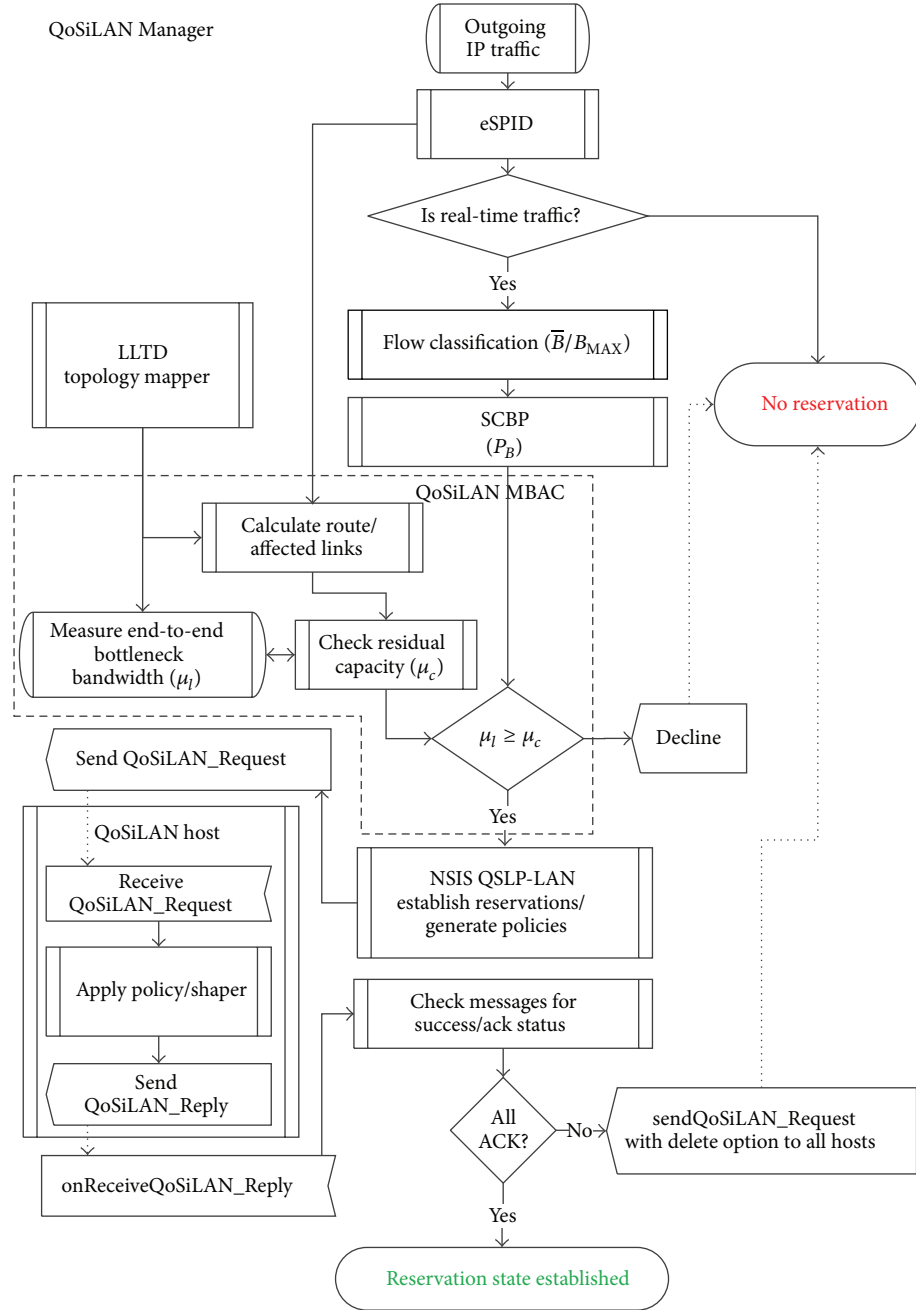 QoSiLAN Manager
Outgoing
IP traffic
eSPID
Is real-time traffic?
Yes
LLTD
topology mapper
Flow classification (B̅/B_MAX)
No reservation
SCBP
(P_B)
QoSiLAN MBAC
Calculate route/
affected links
Measure end-to-end
bottleneck
bandwidth (μ_l)
Check residual
capacity (μ_c)
μ_l ≥ μ_c
Decline
Send QoSiLAN_Request
Yes
QoSiLAN host
Receive
QoSiLAN_Request
NSIS QSLP-LAN
establish reservations/
generate policies
Apply policy/shaper
Check messages for
success/ack status
Send
QoSiLAN_Reply
All
ACK?
No
sendQoSiLAN_Request
with delete option to all hosts
onReceiveQoSiLAN_Reply
Yes
Reservation state established